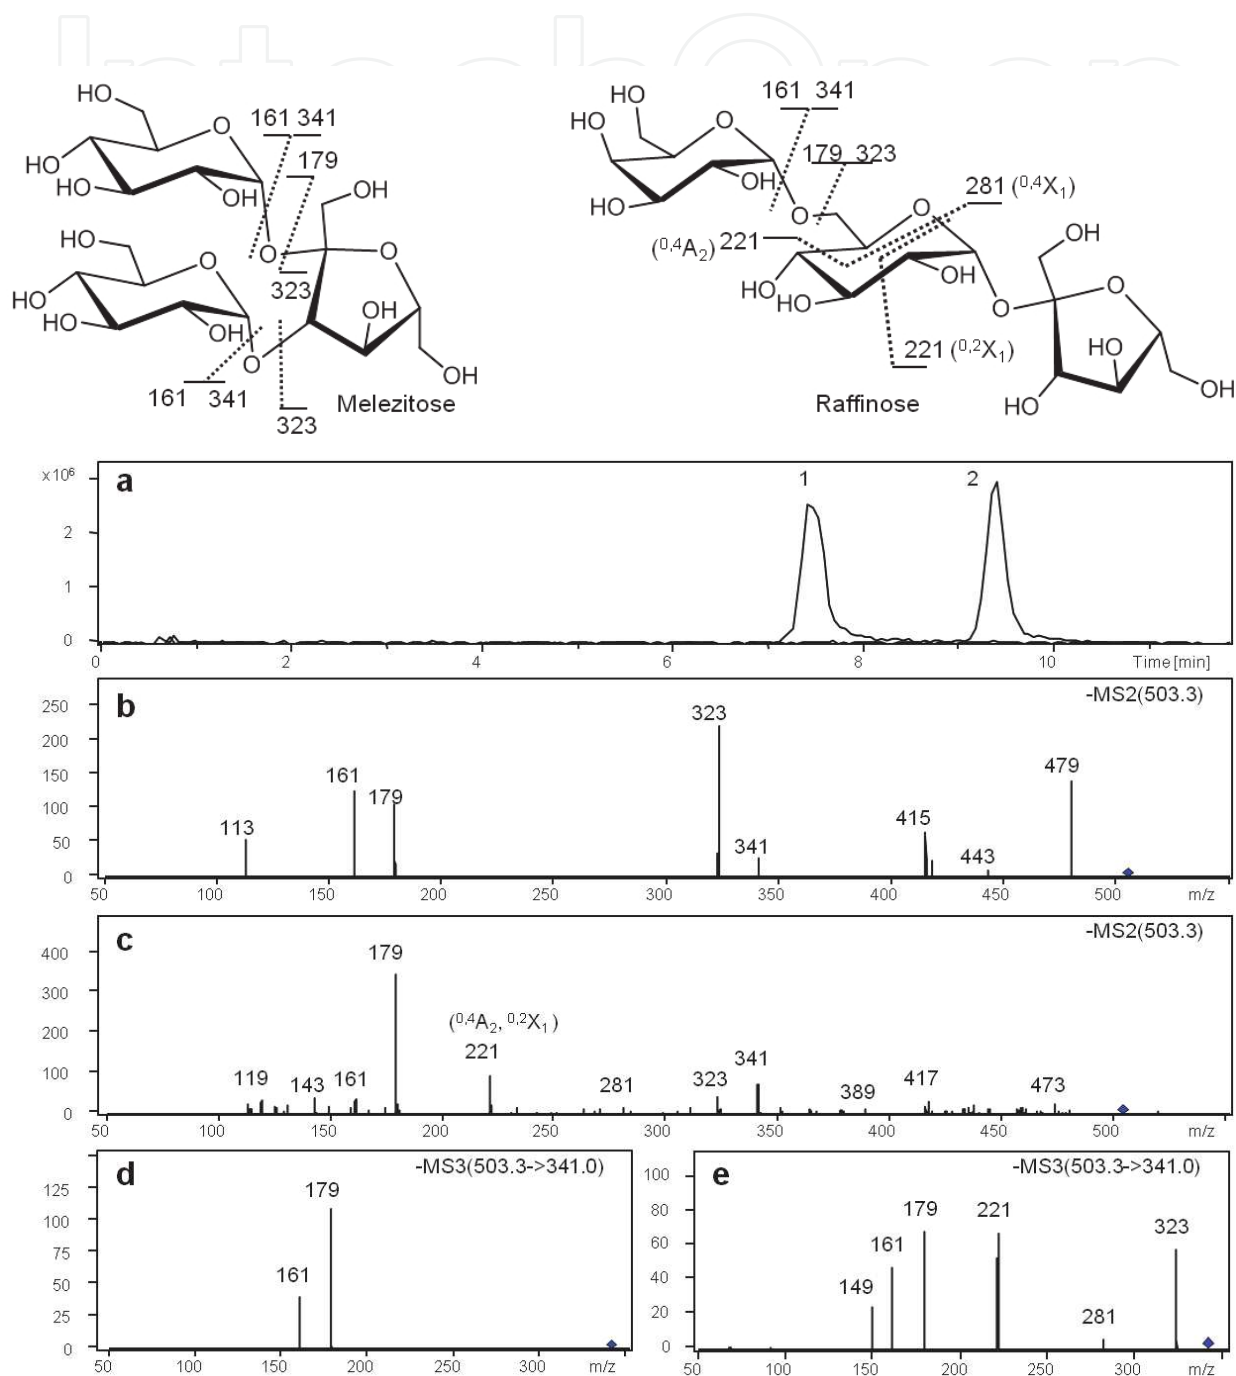 IntechOpen
HO
O
161 341
HO
HO
OH
179
OH
O
HO
O
O
323
HO
HO
OH
OH
O
161 341
323
OH
Melezitose
HO
HO
O
161 341
179 323
OH
HO
O
281 (0,4X1)
(0,4A2) 221
O
OH
HO
HO
OH
O
O
221 (0,2X1)
HO
HO
OH
Raffinose
x10⁶
a
1
2
2
1
0
0 2 4 6 8 10 Time [min]
b
-MS2(503.3)
250
200
150
100
50
0
113
161
179
323
341
415
443
479
50 100 150 200 250 300 350 400 450 500 m/z
c
-MS2(503.3)
400
300
200
100
0
179
(0,4A2, 0,2X1)
221
341
119
143
161
281
323
389
417
473
50 100 150 200 250 300 350 400 450 500 m/z
d
-MS3(503.3->341.0)
125
100
75
50
25
0
161
179
50 100 150 200 250 300 m/z
e
-MS3(503.3->341.0)
100
80
60
40
20
0
149
161
179
221
281
323
50 100 150 200 250 300 m/z